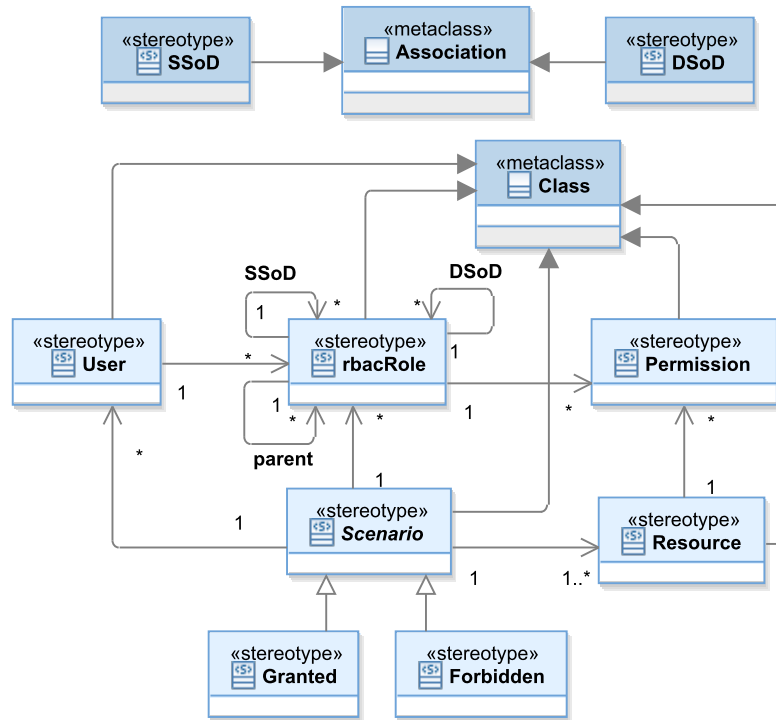 «stereotype»
SSoD
«metaclass»
Association
«stereotype»
DSoD
«metaclass»
Class
SSoD
1
*
DSoD
*
1
«stereotype»
User
1
*
«stereotype»
rbacRole
1
*
«stereotype»
Permission
1
*
parent
*
*
1
*
1
1
«stereotype»
Scenario
1
1..*
«stereotype»
Resource
«stereotype»
Granted
«stereotype»
Forbidden